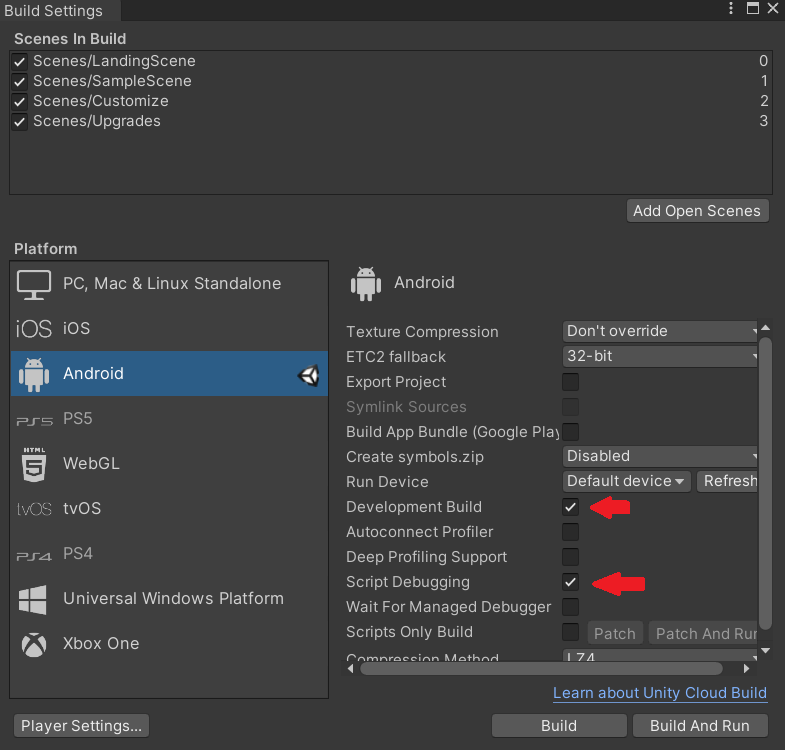 Build Settings
Scenes In Build
Scenes/LandingScene 0
Scenes/SampleScene 1
Scenes/Customize 2
Scenes/Upgrades 3
Add Open Scenes
Platform
PC, Mac & Linux Standalone
iOS iOS
Android
PS5 PS5
HTML 5 WebGL
tvOS tvOS
PS4 PS4
Universal Windows Platform
Xbox One
Android
Texture Compression Don't override
ETC2 fallback 32-bit
Export Project
Symlink Sources
Build App Bundle (Google Play
Create symbols.zip Disabled
Run Device Default device Refresh
Development Build
Autoconnect Profiler
Deep Profiling Support
Script Debugging
Wait For Managed Debugger
Scripts Only Build Patch Patch And Run
Compression Method LZ4
Learn about Unity Cloud Build
Player Settings... Build Build And Run